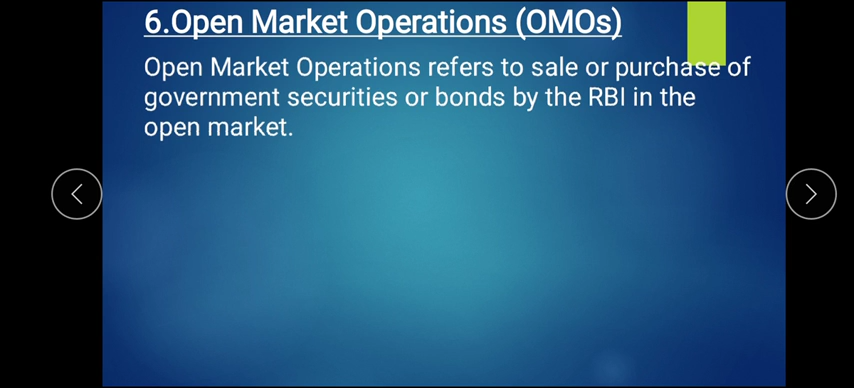 6.Open Market Operations (OMOs)
Open Market Operations refers to sale or purchase of
government securities or bonds by the RBI in the
open market.